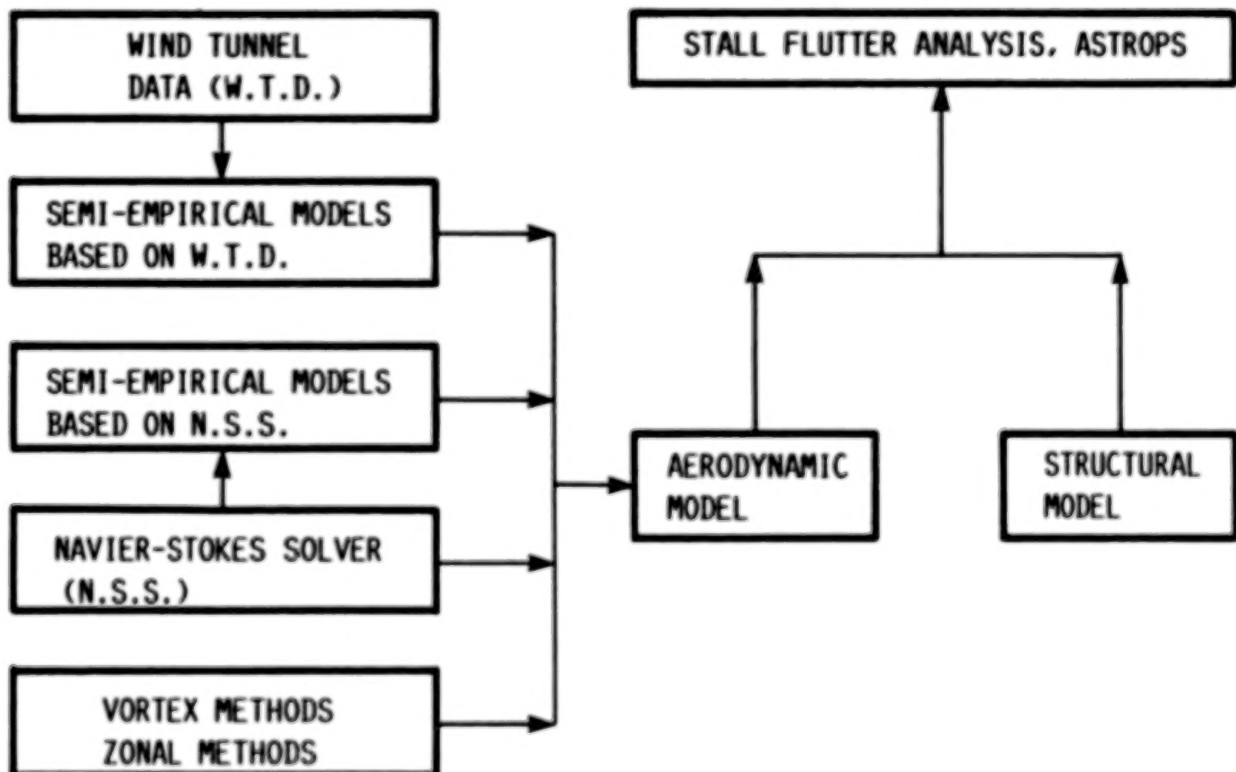 WIND TUNNEL
DATA (W.T.D.)
SEMI-EMPIRICAL MODELS
BASED ON W.T.D.
SEMI-EMPIRICAL MODELS
BASED ON N.S.S.
NAVIER-STOKES SOLVER
(N.S.S.)
VORTEX METHODS
ZONAL METHODS
STALL FLUTTER ANALYSIS, ASTROPS
AERODYNAMIC
MODEL
STRUCTURAL
MODEL